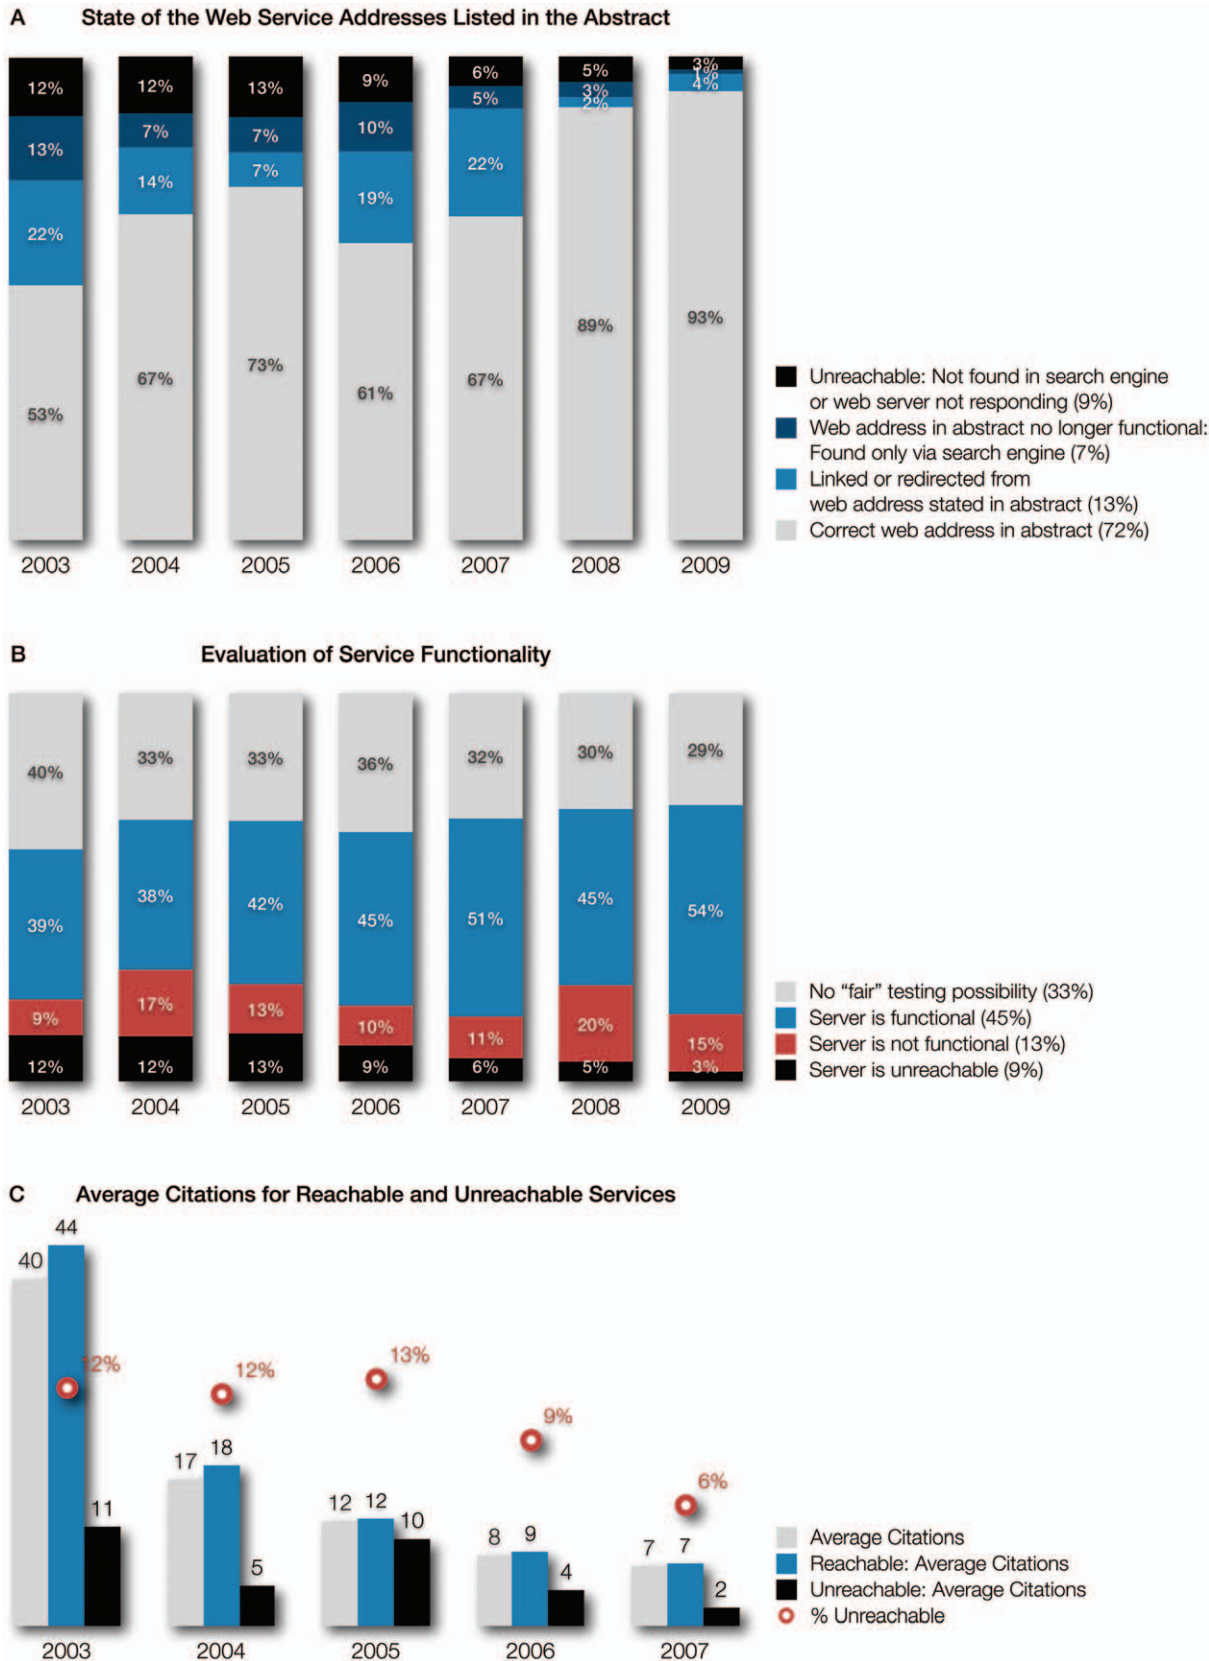 A State of the Web Service Addresses Listed in the Abstract
12% 12% 13% 9% 6% 5% 3%
13% 7% 7% 10% 5% 3% 1%
22% 14% 7% 19% 22% 2% 4%
53% 67% 73% 61% 67% 89% 93%
2003 2004 2005 2006 2007 2008 2009
Unreachable: Not found in search engine
or web server not responding (9%)
Web address in abstract no longer functional:
Found only via search engine (7%)
Linked or redirected from
web address stated in abstract (13%)
Correct web address in abstract (72%)
B Evaluation of Service Functionality
40% 33% 33% 36% 32% 30% 29%
39% 38% 42% 45% 51% 45% 54%
9% 17% 13% 10% 11% 20% 15%
12% 12% 13% 9% 6% 5% 3%
2003 2004 2005 2006 2007 2008 2009
No “fair” testing possibility (33%)
Server is functional (45%)
Server is not functional (13%)
Server is unreachable (9%)
C Average Citations for Reachable and Unreachable Services
40 44 11 12%
17 18 5 12%
12 12 10 13%
8 9 4 9%
7 7 2 6%
2003 2004 2005 2006 2007
Average Citations
Reachable: Average Citations
Unreachable: Average Citations
% Unreachable